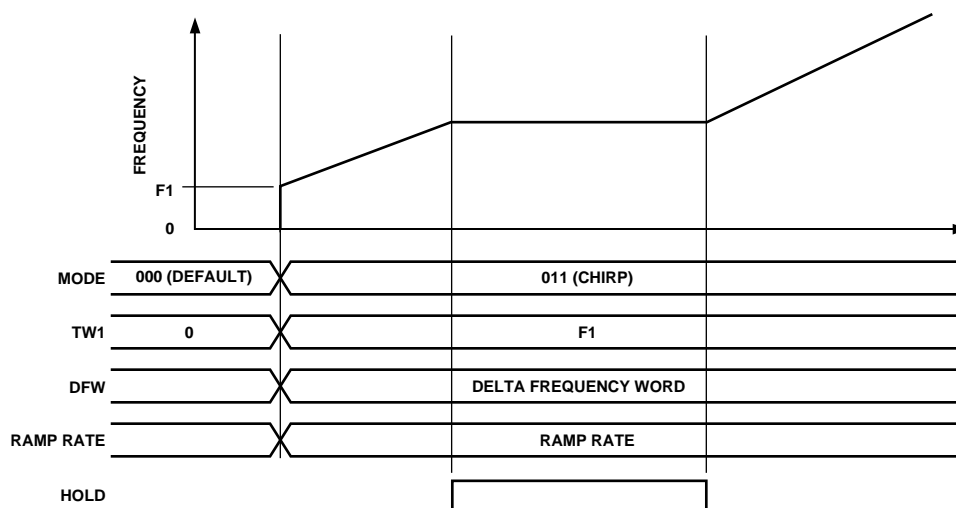 FREQUENCY
F1
0
MODE
000 (DEFAULT)
011 (CHIRP)
TW1
0
F1
DFW
DELTA FREQUENCY WORD
RAMP RATE
RAMP RATE
HOLD